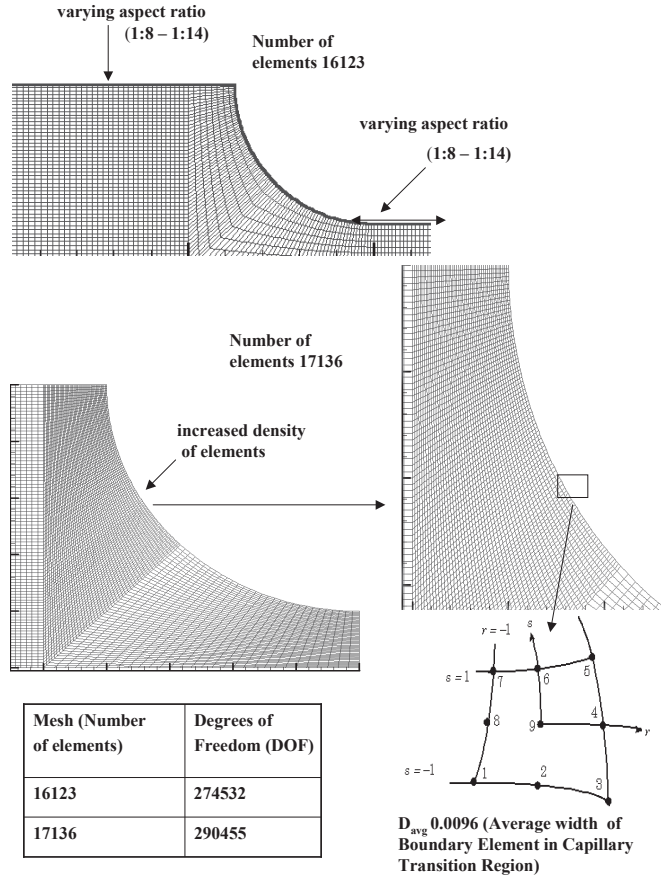 varying aspect ratio
(1:8 – 1:14)
Number of
elements 16123
varying aspect ratio
(1:8 – 1:14)
Number of
elements 17136
increased density
of elements
r = −1
s
s = 1
7
6
5
8
9
4
r
s = −1
1
2
3
Mesh (Number
of elements)
Degrees of
Freedom (DOF)
16123
274532
17136
290455
Davg 0.0096 (Average width of
Boundary Element in Capillary
Transition Region)